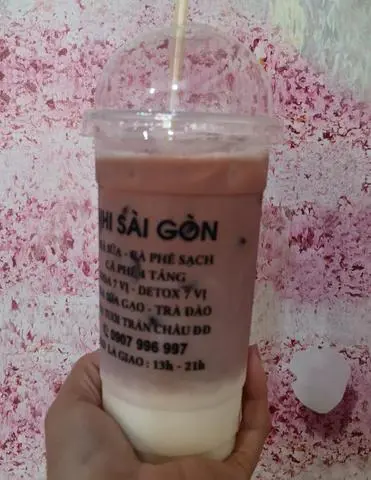 HI SÀI GÒN
SỮA - CÀ PHÊ SẠCH
CÀ PHÊ TẦNG
7 VỊ - DETOX 7 VỊ
SỮA GẠO - TRÀ ĐÀO
TRÂN CHÂU ĐĐ
0907 996 997
LÀ GIAO : 13h - 21h